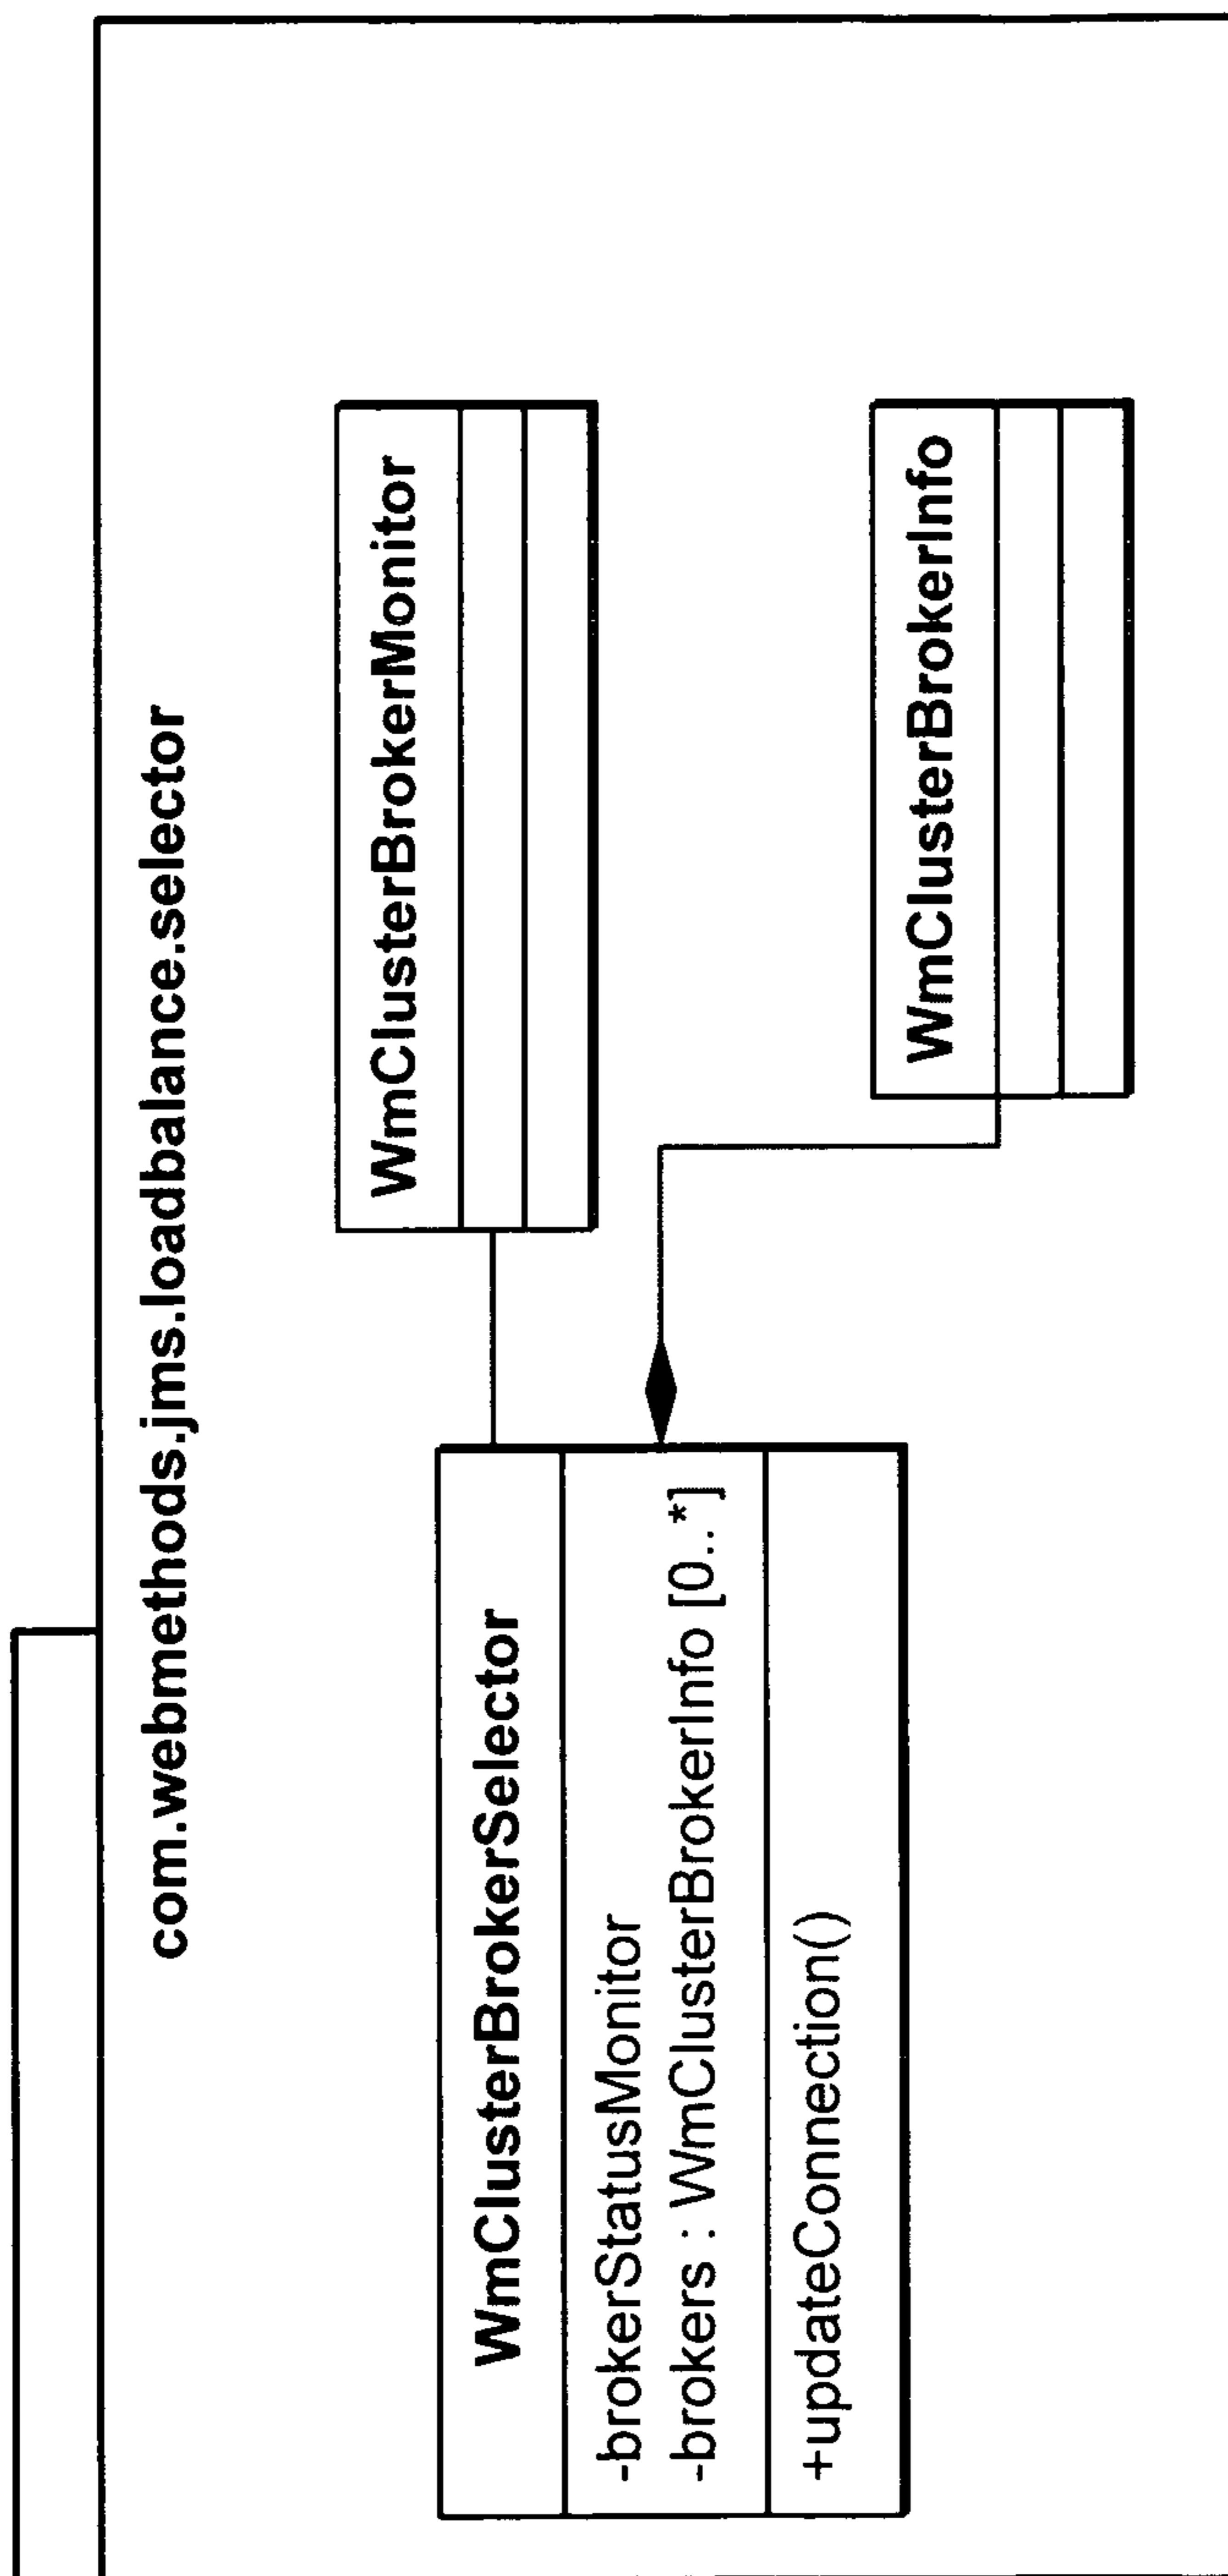 com.webmethods.jms.loadbalance.selector
WmClusterBrokerSelector
-brokerStatusMonitor
-brokers : WmClusterBrokerInfo [0..*]
+updateConnection()
WmClusterBrokerMonitor
WmClusterBrokerInfo